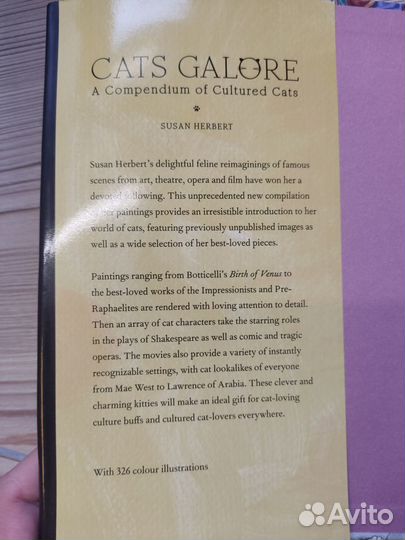 CATS GALORE
A Compendium of Cultured Cats
SUSAN HERBERT
Susan Herbert's delightful feline reimaginings of famous
scenes from art, theatre, opera and film have won her a
devoted following. This unprecedented new compilation
paintings provides an irresistible introduction to her
world of cats, featuring previously unpublished images as
well as a wide selection of her best-loved pieces.
Paintings ranging from Botticelli's Birth of Venus to
the best-loved works of the Impressionists and Pre-
Raphaelites are rendered with loving attention to detail.
Then an array of cat characters take the starring roles
in the plays of Shakespeare as well as comic and tragic
operas. The movies also provide a variety of instantly
recognizable settings, with cat lookalikes of everyone
from Mae West to Lawrence of Arabia. These clever and
charming kitties will make an ideal gift for cat-loving
culture buffs and cultured cat-lovers everywhere.
With 326 colour illustrations
Avito